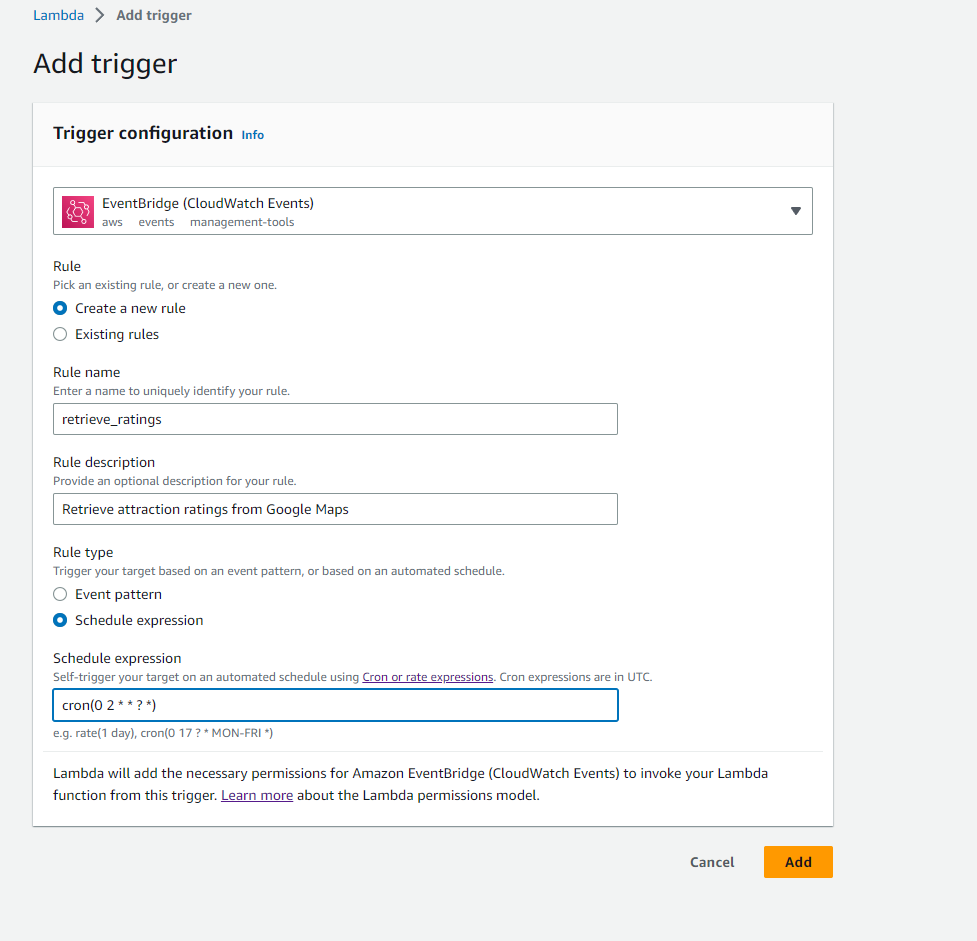 Lambda > Add trigger
Add trigger
Trigger configuration Info
EventBridge (CloudWatch Events)
aws events management-tools
Rule
Pick an existing rule, or create a new one.
Create a new rule
Existing rules
Rule name
Enter a name to uniquely identify your rule.
retrieve_ratings
Rule description
Provide an optional description for your rule.
Retrieve attraction ratings from Google Maps
Rule type
Trigger your target based on an event pattern, or based on an automated schedule.
Event pattern
Schedule expression
Schedule expression
Self-trigger your target on an automated schedule using Cron or rate expressions. Cron expressions are in UTC.
cron(0 2 * * ? *)
e.g. rate(1 day), cron(0 17 ? * MON-FRI *)
Lambda will add the necessary permissions for Amazon EventBridge (CloudWatch Events) to invoke your Lambda
function from this trigger. Learn more about the Lambda permissions model.
Cancel Add